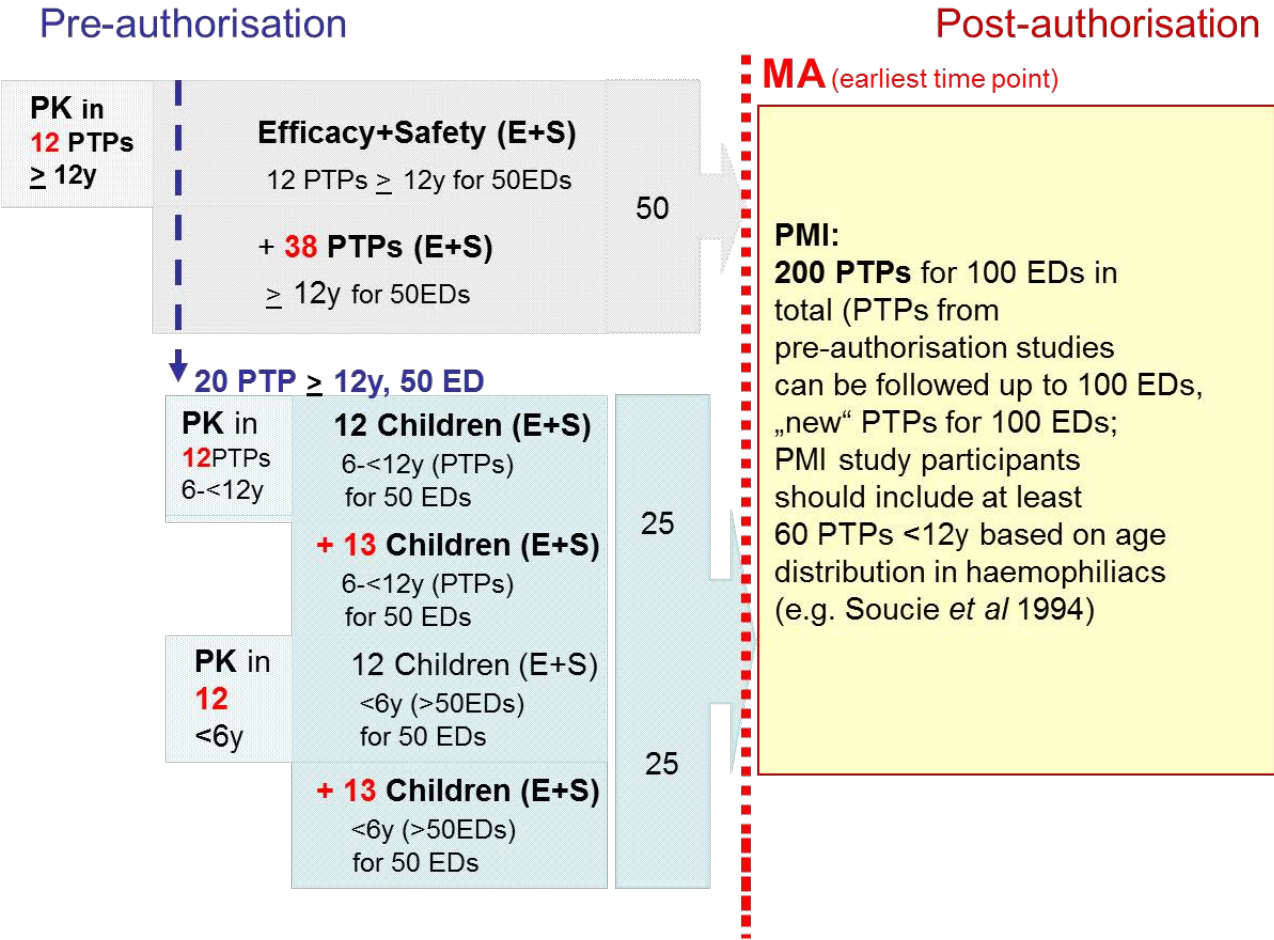 Pre-authorisation
Post-authorisation
MA (earliest time point)
PK in
12 PTPs
≥ 12y
Efficacy+Safety (E+S)
12 PTPs ≥ 12y for 50EDs
+ 38 PTPs (E+S)
≥ 12y for 50EDs
50
20 PTP ≥ 12y, 50 ED
PK in
12PTPs
6-<12y
12 Children (E+S)
6-<12y (PTPs)
for 50 EDs
+ 13 Children (E+S)
6-<12y (PTPs)
for 50 EDs
25
PK in
12
<6y
12 Children (E+S)
<6y (>50EDs)
for 50 EDs
+ 13 Children (E+S)
<6y (>50EDs)
for 50 EDs
25
PMI:
200 PTPs for 100 EDs in
total (PTPs from
pre-authorisation studies
can be followed up to 100 EDs,
„new“ PTPs for 100 EDs;
PMI study participants
should include at least
60 PTPs <12y based on age
distribution in haemophiliacs
(e.g. Soucie et al 1994)